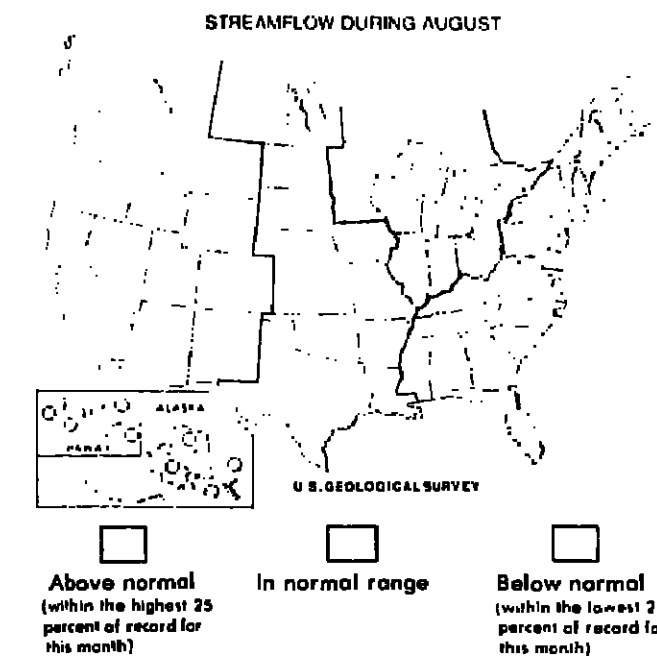 STREAMFLOW DURING AUGUST
ALASKA
HAWAII
U.S. GEOLOGICAL SURVEY
Above normal
(within the highest 25
percent of record for
this month)
In normal range
Below normal
(within the lowest 2
percent of record fo
this month)